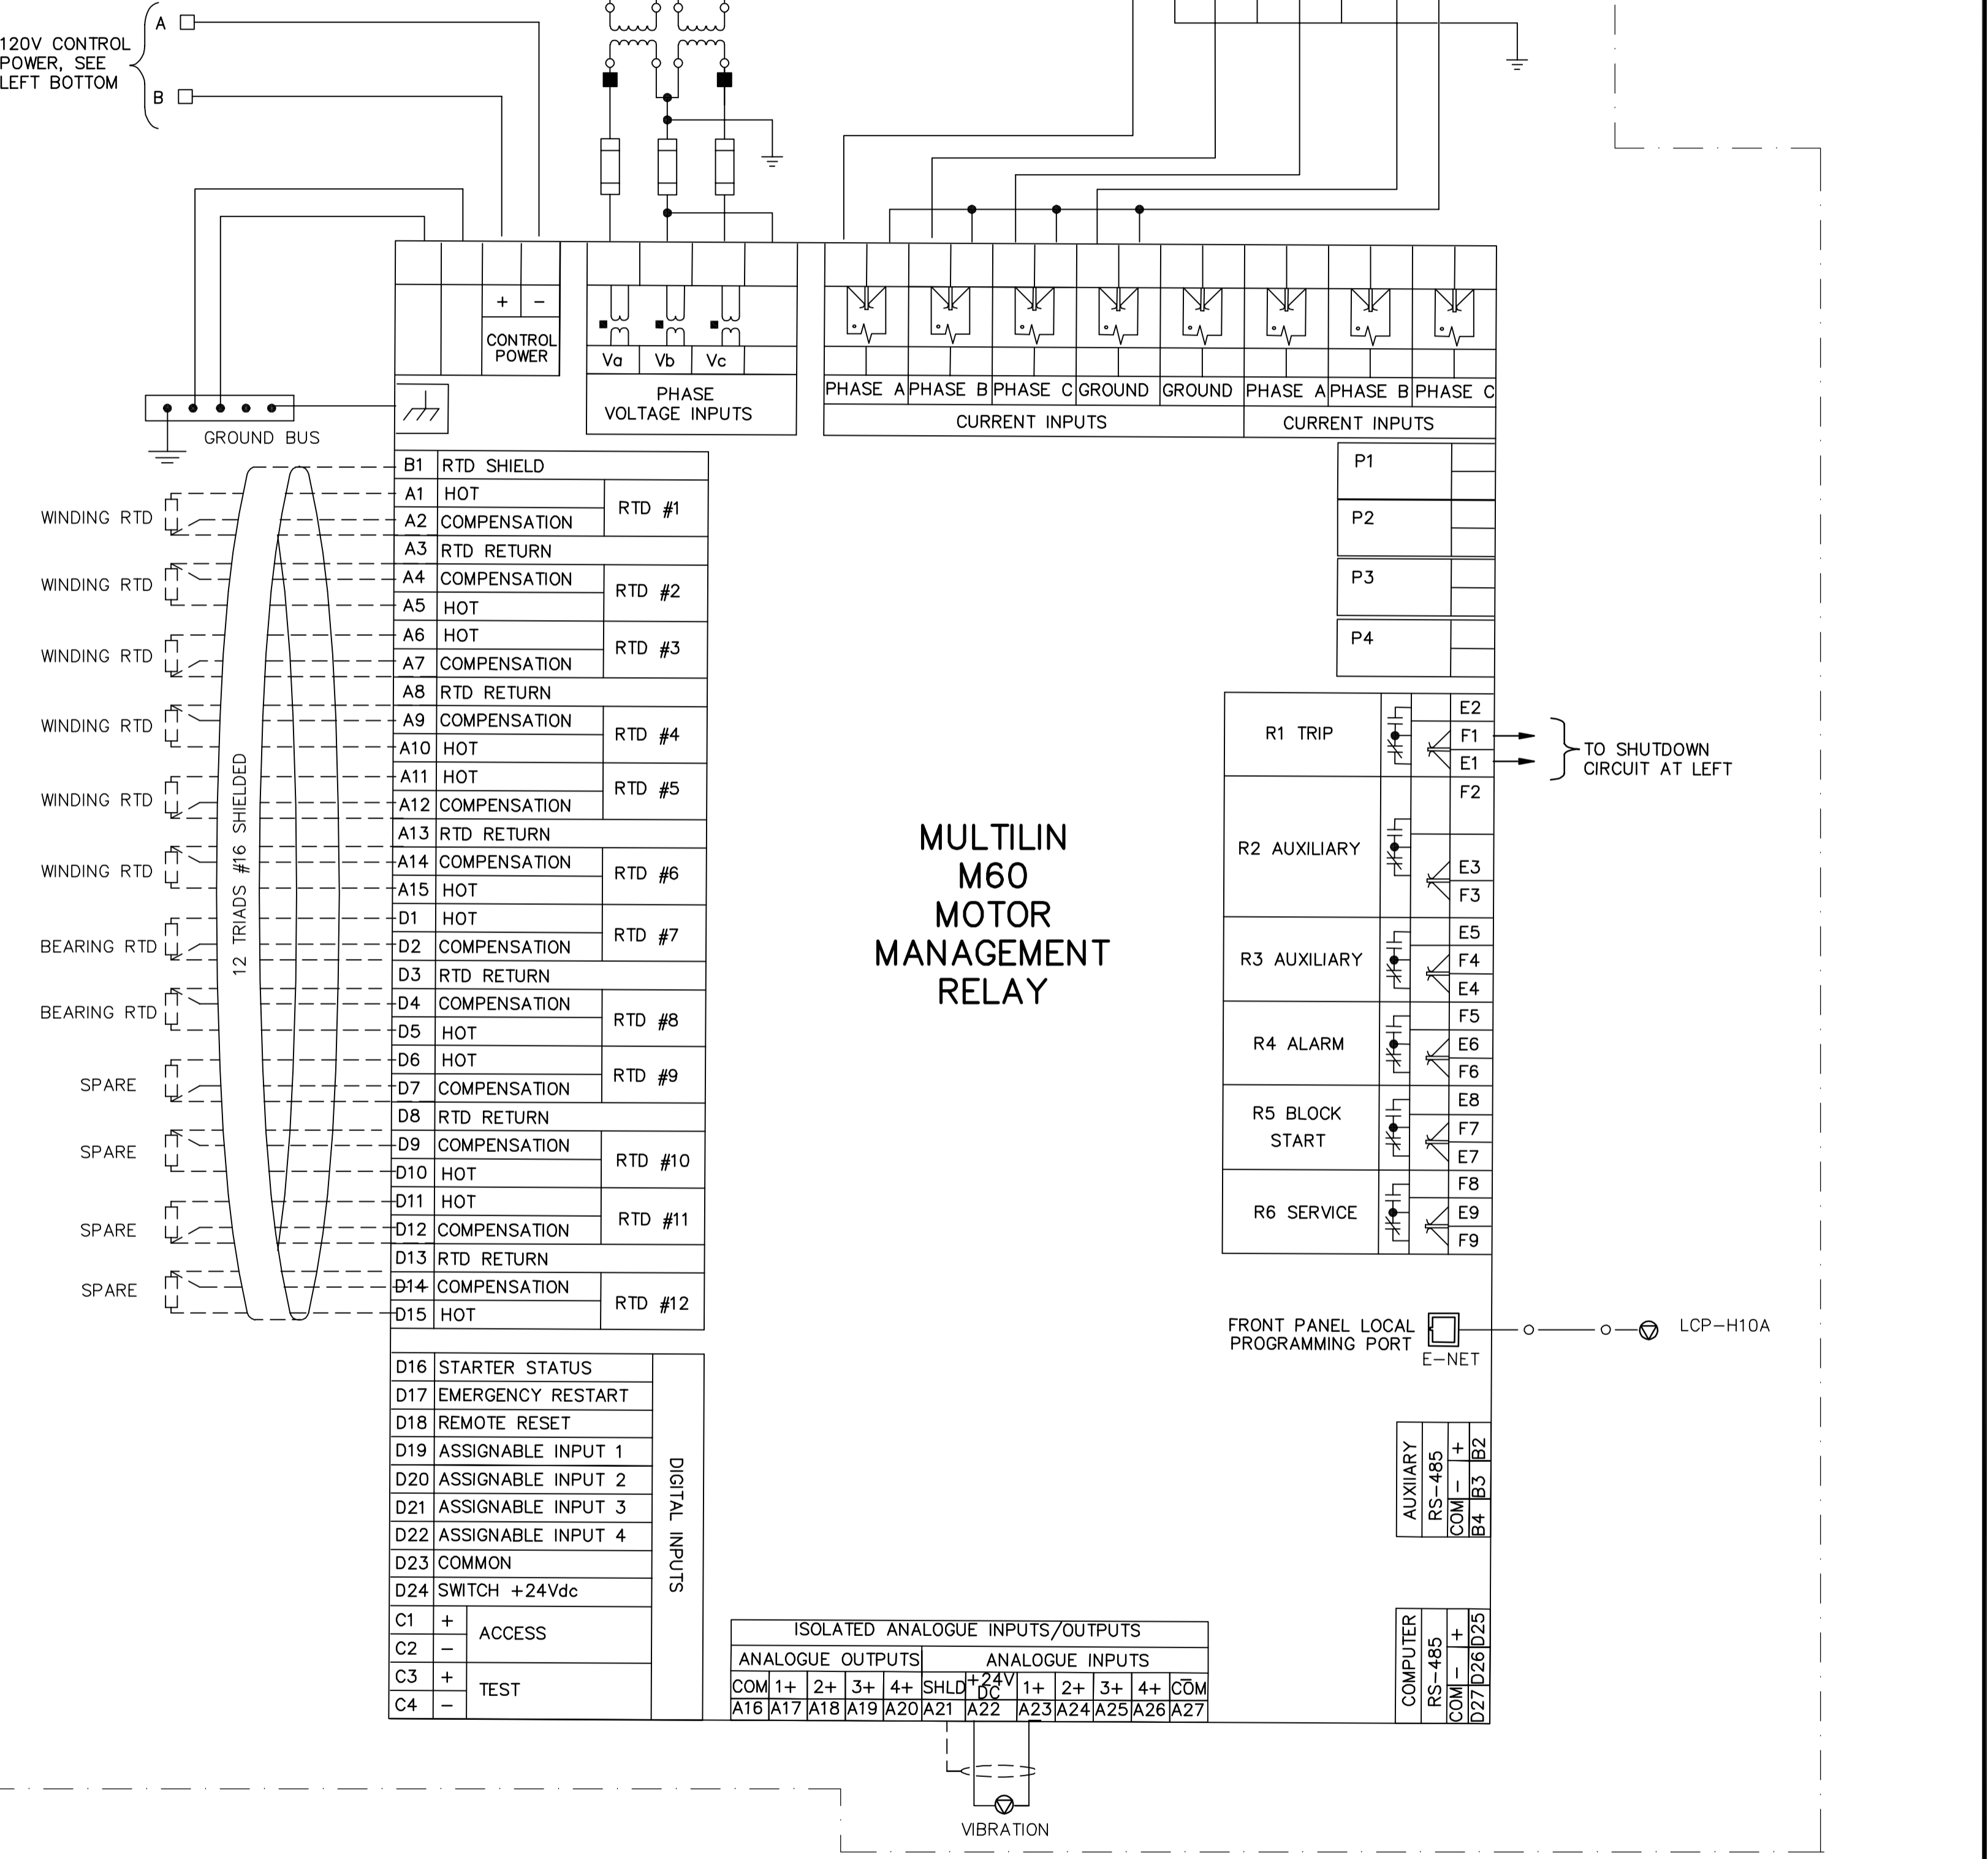 A
120V CONTROL
POWER, SEE
LEFT BOTTOM
B
+ −
CONTROL
POWER
Va Vb Vc
PHASE
VOLTAGE INPUTS
PHASE A PHASE B PHASE C GROUND GROUND PHASE A PHASE B PHASE C
CURRENT INPUTS CURRENT INPUTS
GROUND BUS
12 TRIADS #16 SHIELDED
WINDING RTD
WINDING RTD
WINDING RTD
WINDING RTD
WINDING RTD
WINDING RTD
BEARING RTD
BEARING RTD
SPARE
SPARE
SPARE
SPARE
B1 RTD SHIELD
A1 HOT
RTD #1
A2 COMPENSATION
A3 RTD RETURN
A4 COMPENSATION
RTD #2
A5 HOT
A6 HOT
RTD #3
A7 COMPENSATION
A8 RTD RETURN
A9 COMPENSATION
RTD #4
A10 HOT
A11 HOT
RTD #5
A12 COMPENSATION
A13 RTD RETURN
A14 COMPENSATION
RTD #6
A15 HOT
D1 HOT
RTD #7
D2 COMPENSATION
D3 RTD RETURN
D4 COMPENSATION
RTD #8
D5 HOT
D6 HOT
RTD #9
D7 COMPENSATION
D8 RTD RETURN
D9 COMPENSATION
RTD #10
D10 HOT
D11 HOT
RTD #11
D12 COMPENSATION
D13 RTD RETURN
D14 COMPENSATION
RTD #12
D15 HOT
D16 STARTER STATUS
D17 EMERGENCY RESTART
D18 REMOTE RESET
D19 ASSIGNABLE INPUT 1
D20 ASSIGNABLE INPUT 2
D21 ASSIGNABLE INPUT 3
D22 ASSIGNABLE INPUT 4
D23 COMMON
D24 SWITCH +24Vdc
C1 +
ACCESS
C2 −
C3 +
TEST
C4 −
DIGITAL INPUTS
MULTILIN
M60
MOTOR
MANAGEMENT
RELAY
P1
P2
P3
P4
R1 TRIP
E2
F1
E1
TO SHUTDOWN
CIRCUIT AT LEFT
R2 AUXILIARY
F2
E3
F3
R3 AUXILIARY
E5
F4
E4
R4 ALARM
F5
E6
F6
R5 BLOCK
START
E8
F7
E7
R6 SERVICE
F8
E9
F9
FRONT PANEL LOCAL
PROGRAMMING PORT
E-NET
LCP-H10A
AUXIIARY
RS-485
COM − +
B4 B3 B2
COMPUTER
RS-485
COM − +
D27 D26 D25
ISOLATED ANALOGUE INPUTS/OUTPUTS
ANALOGUE OUTPUTS ANALOGUE INPUTS
COM 1+ 2+ 3+ 4+ SHLD +24V DC 1+ 2+ 3+ 4+ COM
A16 A17 A18 A19 A20 A21 A22 A23 A24 A25 A26 A27
VIBRATION